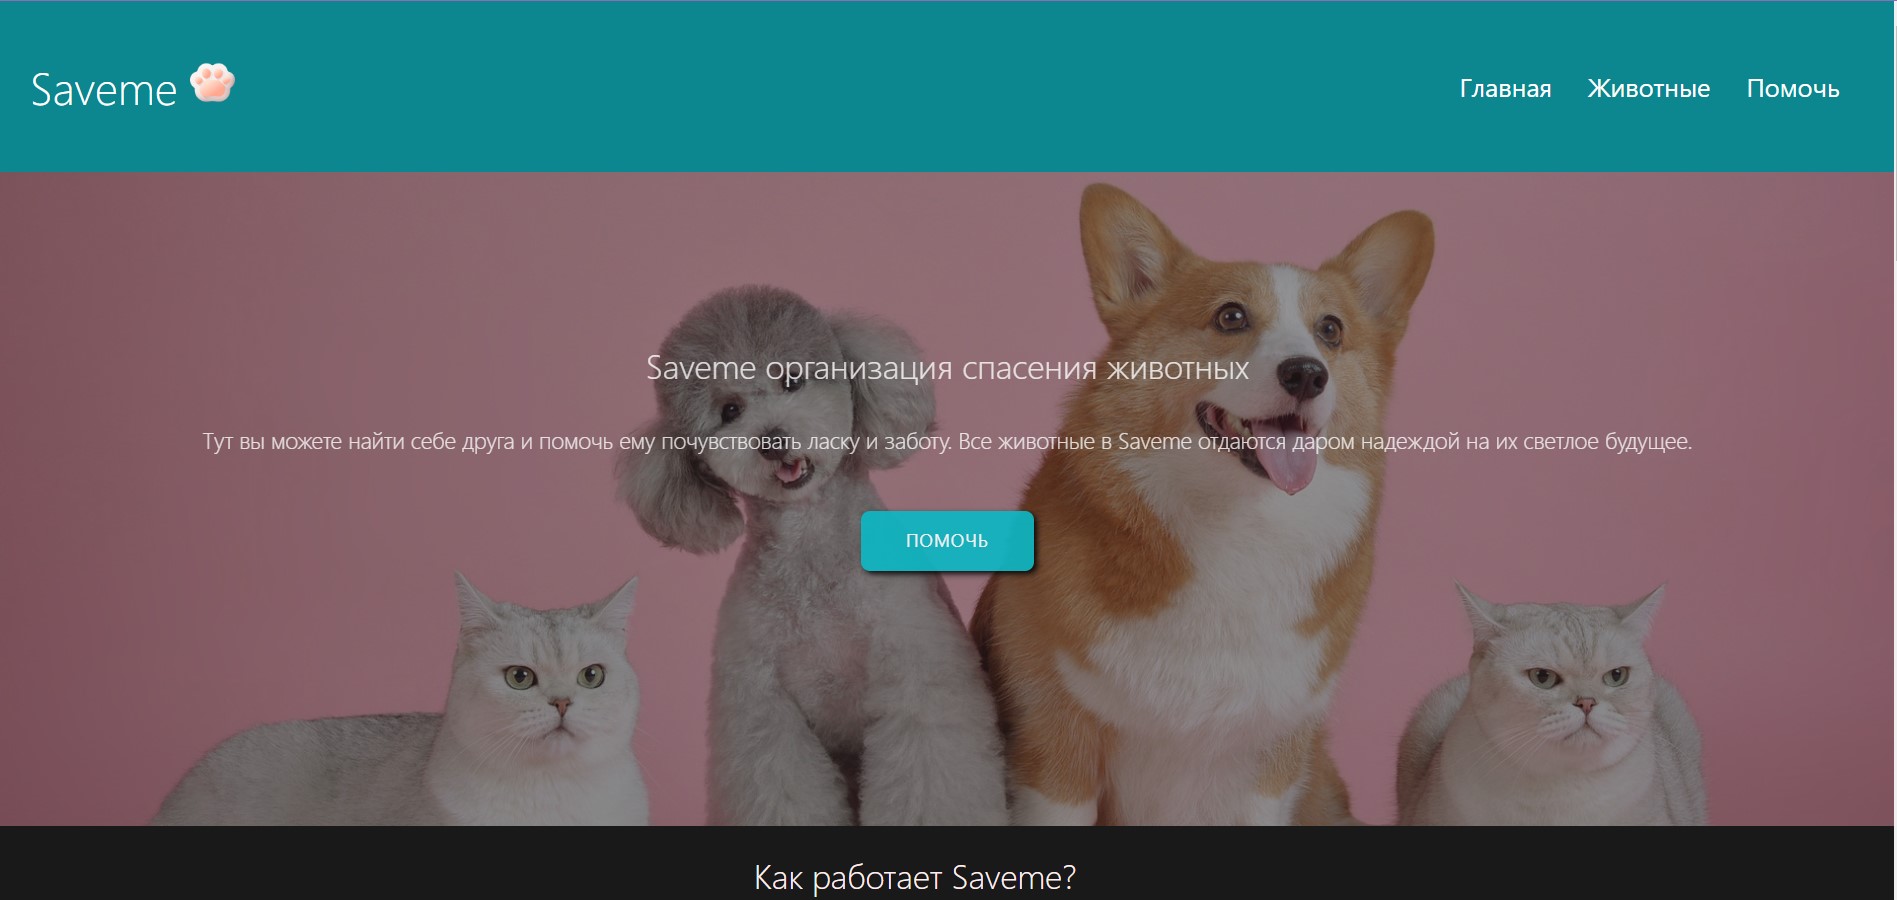 Saveme
Главная Животные Помочь
Saveme организация спасения животных
Тут вы можете найти себе друга и помочь ему почувствовать ласку и заботу. Все животные в Saveme отдаются даром надеждой на их светлое будущее.
ПОМОЧЬ
Как работает Saveme?